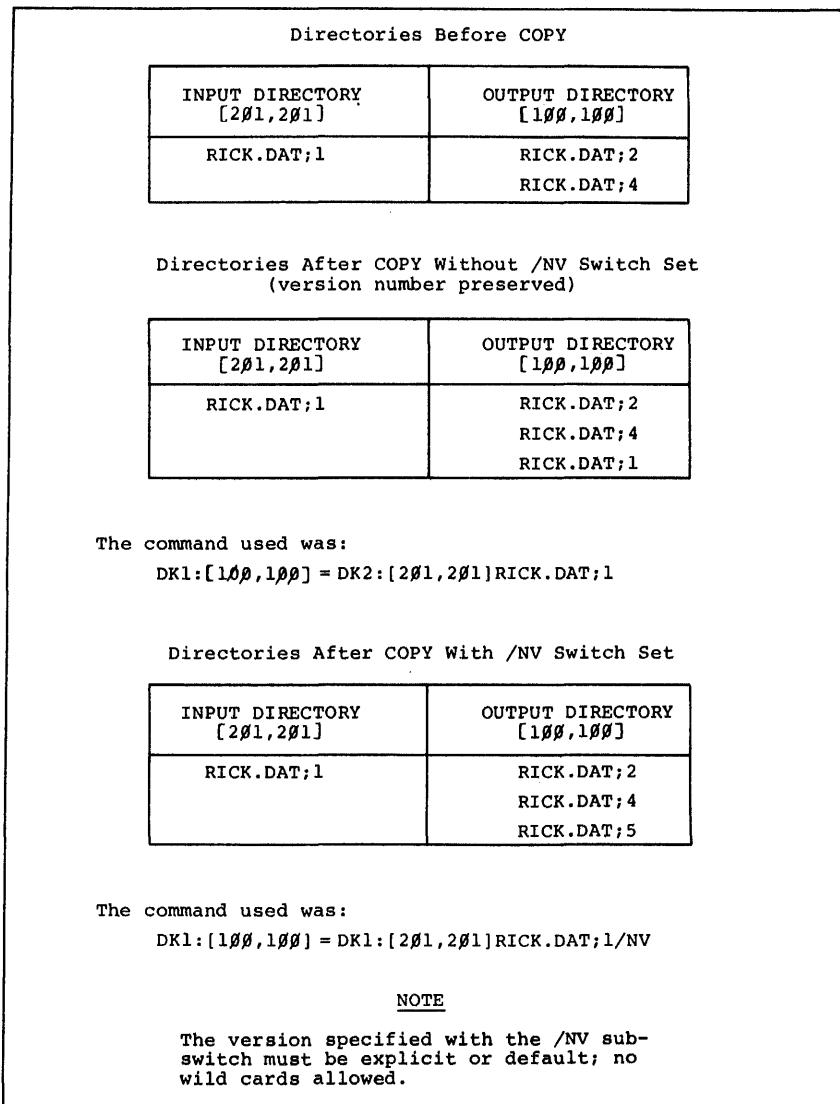 Directories Before COPY
INPUT DIRECTORY OUTPUT DIRECTORY
[2Ø1,2Ø1] [1ØØ,1ØØ]
RICK.DAT;1 RICK.DAT;2
RICK.DAT;4
Directories After COPY Without /NV Switch Set
(version number preserved)
INPUT DIRECTORY OUTPUT DIRECTORY
[2Ø1,2Ø1] [1ØØ,1ØØ]
RICK.DAT;1 RICK.DAT;2
RICK.DAT;4
RICK.DAT;1
The command used was:
DK1:[1ØØ,1ØØ] = DK2:[2Ø1,2Ø1]RICK.DAT;1
Directories After COPY With /NV Switch Set
INPUT DIRECTORY OUTPUT DIRECTORY
[2Ø1,2Ø1] [1ØØ,1ØØ]
RICK.DAT;1 RICK.DAT;2
RICK.DAT;4
RICK.DAT;5
The command used was:
DK1:[1ØØ,1ØØ] = DK1:[2Ø1,2Ø1]RICK.DAT;1/NV
NOTE
The version specified with the /NV sub-
switch must be explicit or default; no
wild cards allowed.